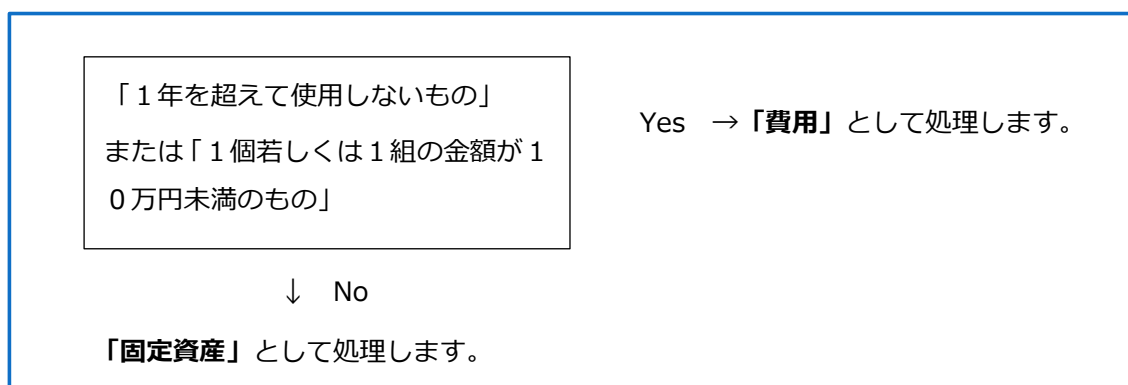 「１年を超えて使用しないもの」
または「１個若しくは１組の金額が１
０万円未満のもの」
Yes　→「費用」として処理します。
↓　No
「固定資産」として処理します。